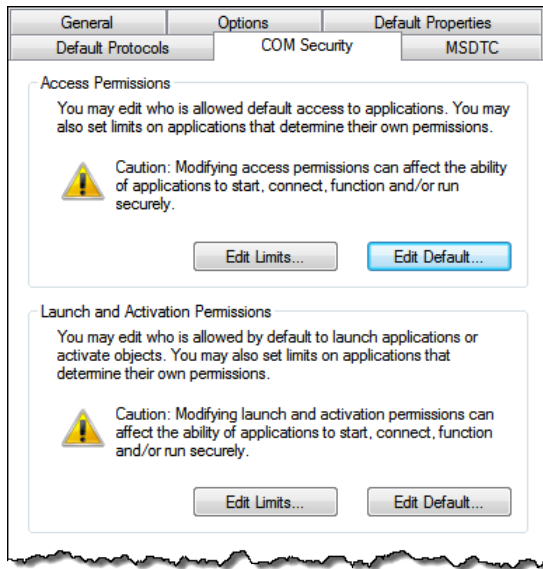 General Options Default Properties
Default Protocols COM Security MSDTC
Access Permissions
You may edit who is allowed default access to applications. You may
also set limits on applications that determine their own permissions.
Caution: Modifying access permissions can affect the ability
of applications to start, connect, function and/or run
securely.
Edit Limits... Edit Default...
Launch and Activation Permissions
You may edit who is allowed by default to launch applications or
activate objects. You may also set limits on applications that
determine their own permissions.
Caution: Modifying launch and activation permissions can
affect the ability of applications to start, connect, function
and/or run securely.
Edit Limits... Edit Default...